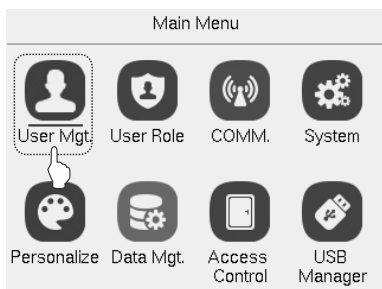 Main Menu
User Mgt. User Role COMM. System
Personalize Data Mgt. Access Control USB Manager